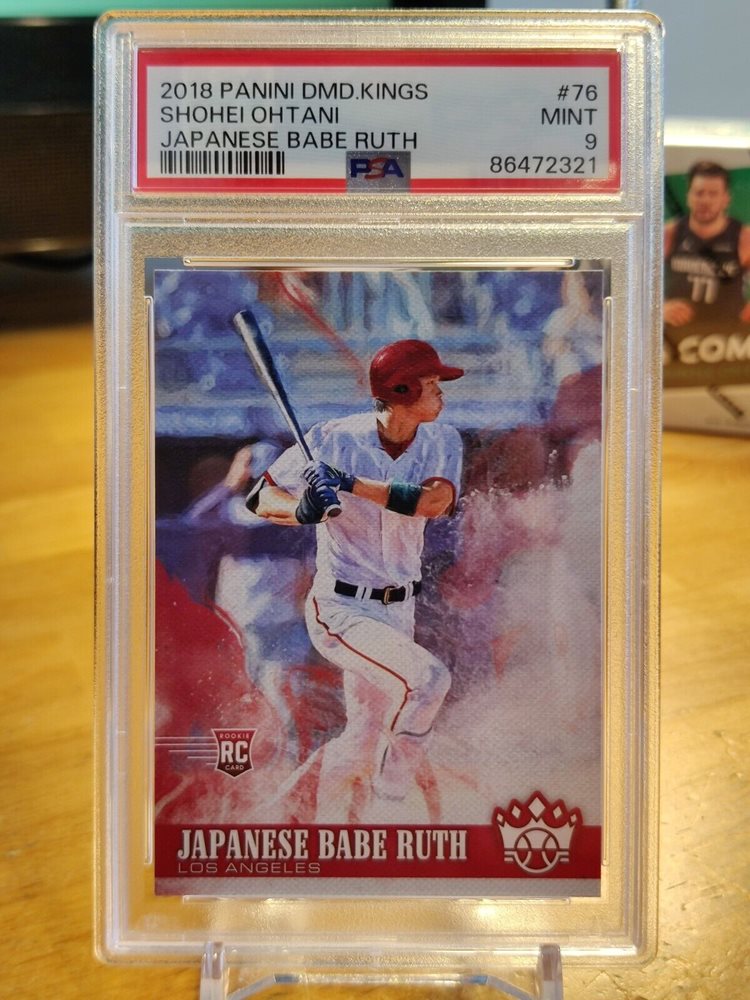 2018 PANINI DMD.KINGS #76
SHOHEI OHTANI MINT
JAPANESE BABE RUTH 9
PSA 86472321
77
COM
ROOKIE
RC
CARD
JAPANESE BABE RUTH
LOS ANGELES